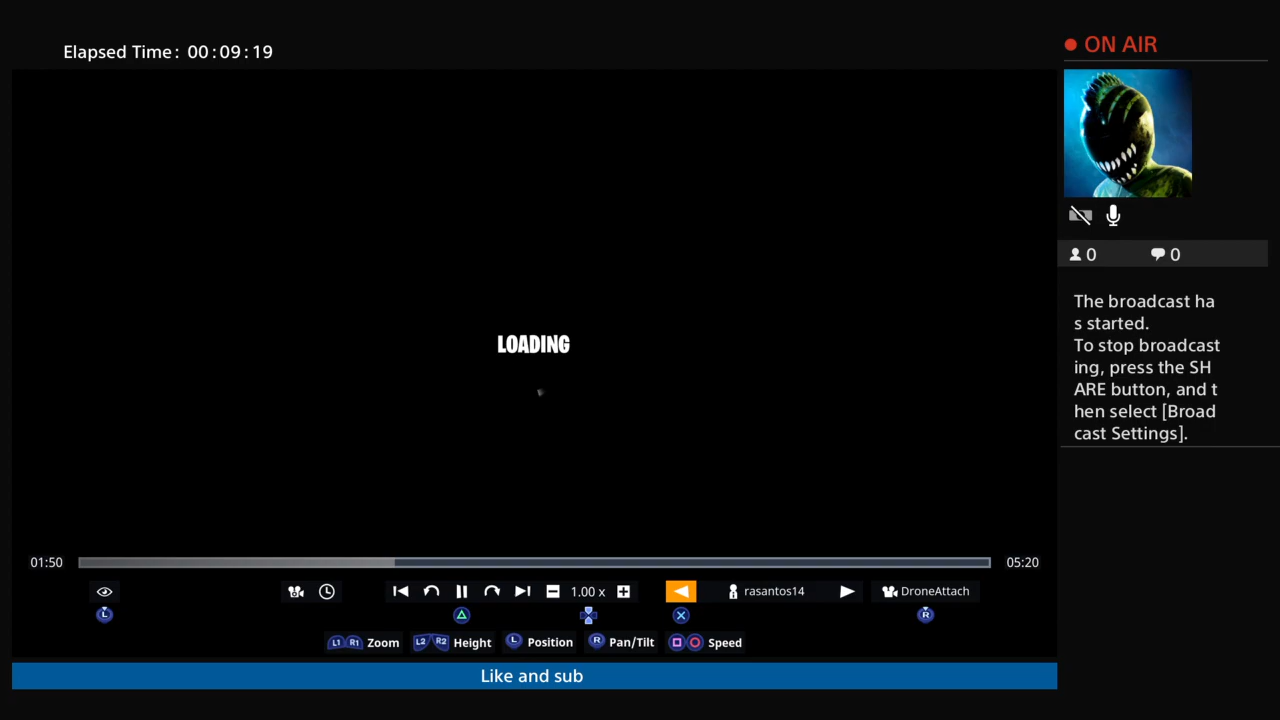 Elapsed Time: 00:09:19
ON AIR
0 0
The broadcast ha
s started.
To stop broadcast
ing, press the SH
ARE button, and t
hen select [Broad
cast Settings].
LOADING
01:50 05:20
1.00 x rasantos14 DroneAttach
L R
L1 R1 Zoom L2 R2 Height L Position R Pan/Tilt Speed
Like and sub